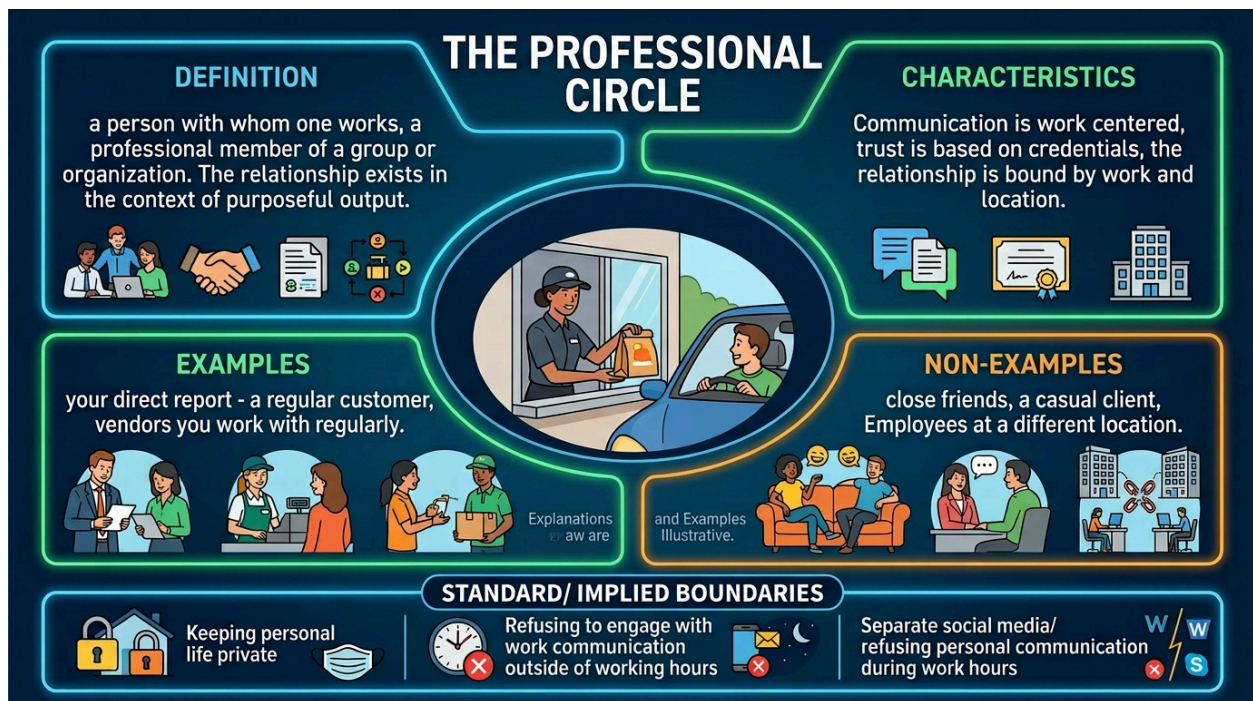 THE PROFESSIONAL
CIRCLE
DEFINITION
a person with whom one works, a
professional member of a group or
organization. The relationship exists in
the context of purposeful output.
CHARACTERISTICS
Communication is work centered,
trust is based on credentials, the
relationship is bound by work and
location.
EXAMPLES
your direct report - a regular customer,
vendors you work with regularly.
NON-EXAMPLES
close friends, a casual client,
Employees at a different location.
Explanations
aw are
and Examples
Illustrative.
STANDARD/ IMPLIED BOUNDARIES
Keeping personal
life private
Refusing to engage with
work communication
outside of working hours
Separate social media/
refusing personal communication
during work hours
W
W
S